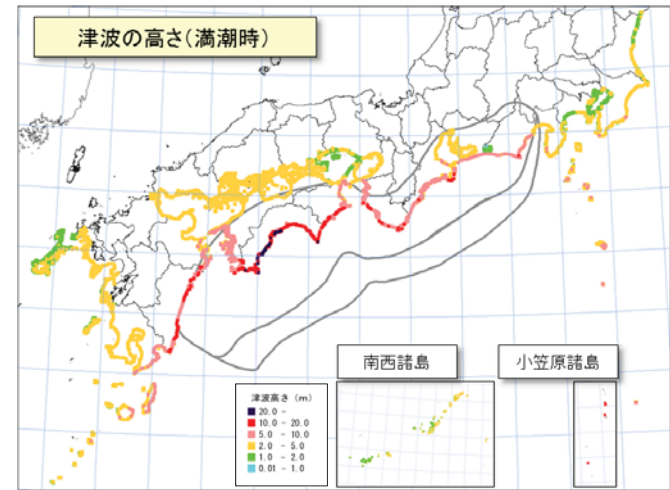 津波の高さ(満潮時)
南西諸島
小笠原諸島
津波高さ (m)
20.0 -
10.0 - 20.0
5.0 - 10.0
2.0 - 5.0
1.0 - 2.0
0.01 - 1.0